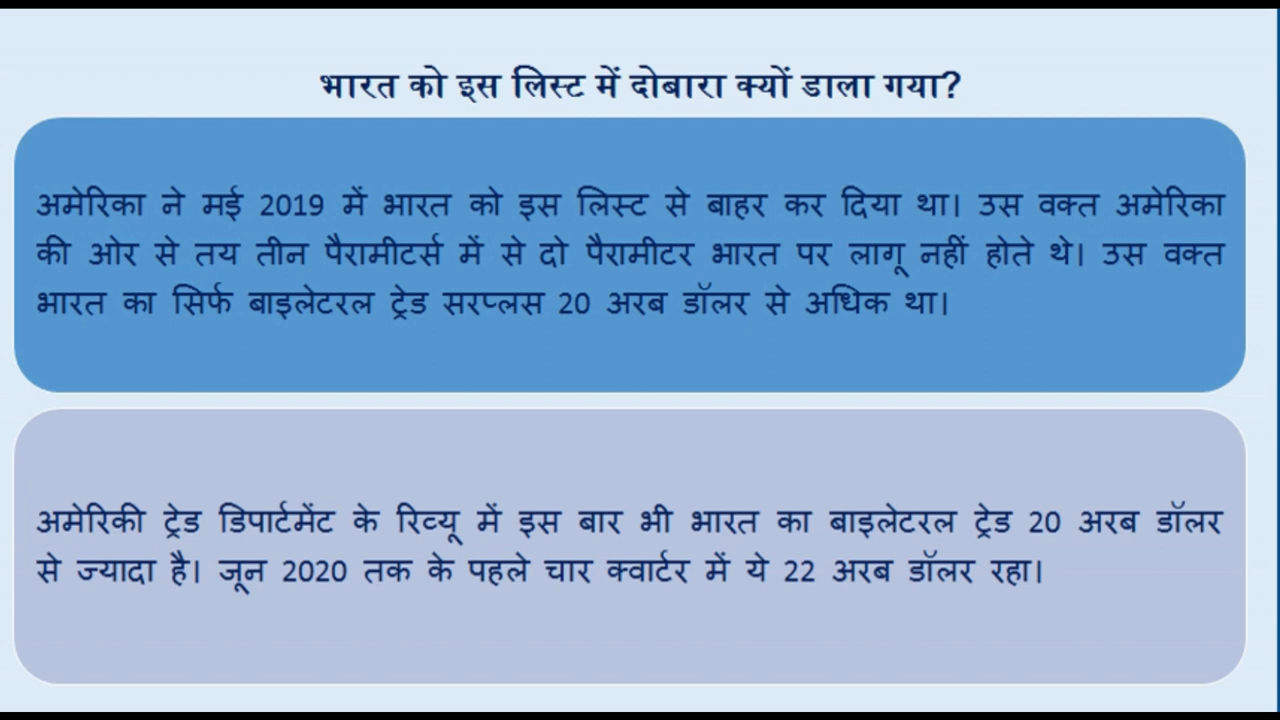 भारत को इस लिस्ट में दोबारा क्यों डाला गया?
अमेरिका ने मई 2019 में भारत को इस लिस्ट से बाहर कर दिया था। उस वक्त अमेरिका
की ओर से तय तीन पैरामीटर्स में से दो पैरामीटर भारत पर लागू नहीं होते थे। उस वक्त
भारत का सिर्फ बाइलेटरल ट्रेड सरप्लस 20 अरब डॉलर से अधिक था।
अमेरिकी ट्रेड डिपार्टमेंट के रिव्यू में इस बार भी भारत का बाइलेटरल ट्रेड 20 अरब डॉलर
से ज्यादा है। जून 2020 तक के पहले चार क्वार्टर में ये 22 अरब डॉलर रहा।